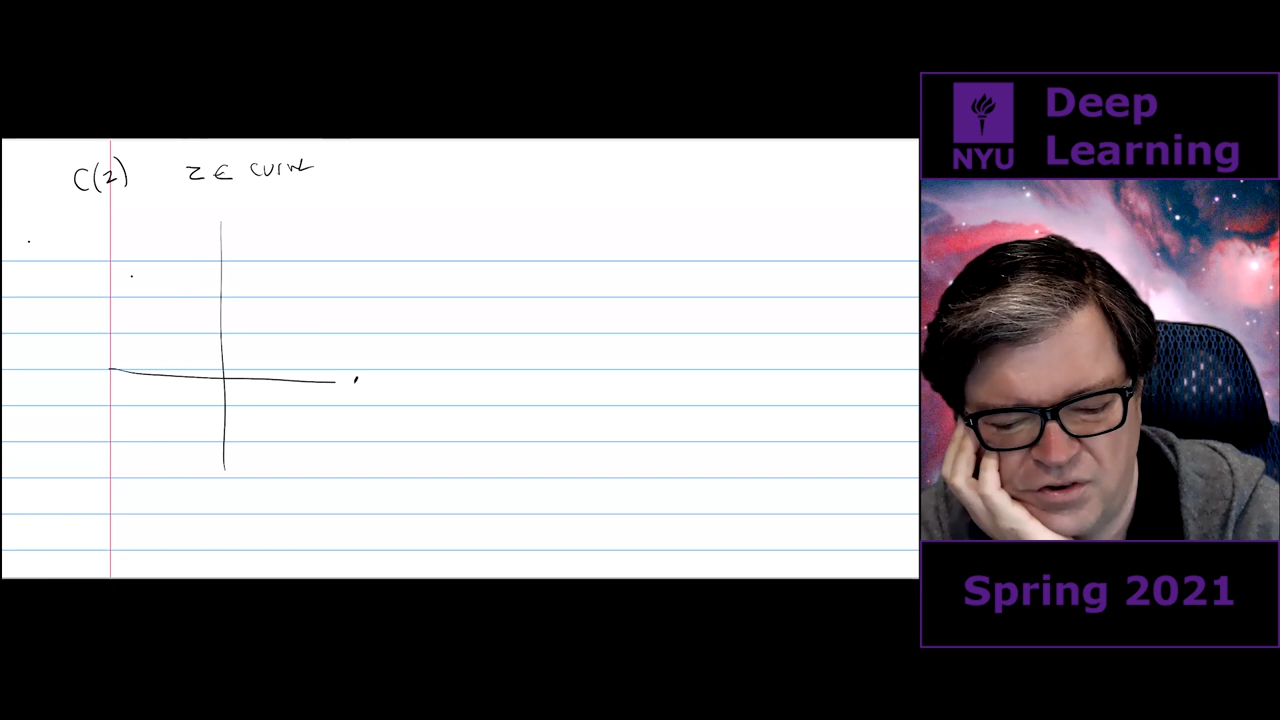 C(z) z ∈ curve
NYU
Deep
Learning
Spring 2021